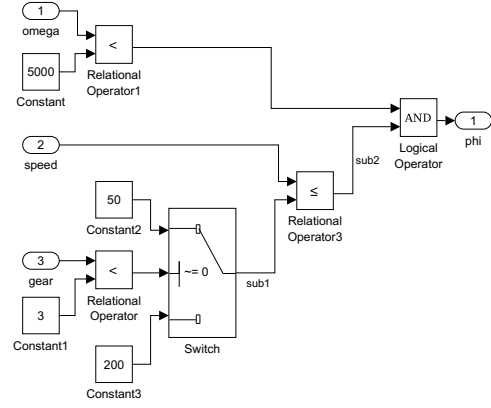 1
omega
<
5000
Relational
Operator1
Constant
AND
1
phi
Logical
Operator
2
speed
sub2
≤
Relational
Operator3
50
Constant2
3
gear
<
~= 0
sub1
Relational
Operator
3
Constant1
Switch
200
Constant3